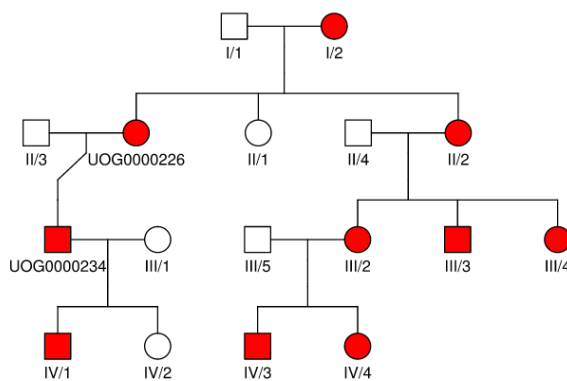 I/1 I/2
II/3 UOG0000226 II/1 II/4 II/2
UOG0000234 III/1 III/5 III/2 III/3 III/4
IV/1 IV/2 IV/3 IV/4